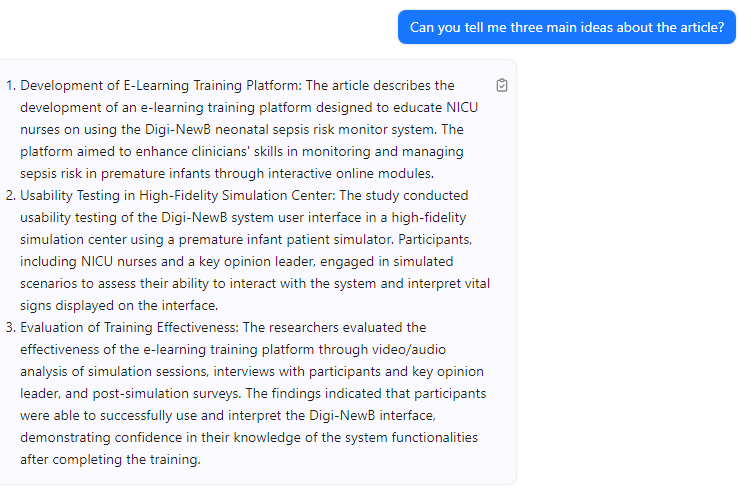 Can you tell me three main ideas about the article?
1. Development of E-Learning Training Platform: The article describes the
development of an e-learning training platform designed to educate NICU
nurses on using the Digi-NewB neonatal sepsis risk monitor system. The
platform aimed to enhance clinicians' skills in monitoring and managing
sepsis risk in premature infants through interactive online modules.
2. Usability Testing in High-Fidelity Simulation Center: The study conducted
usability testing of the Digi-NewB system user interface in a high-fidelity
simulation center using a premature infant patient simulator. Participants,
including NICU nurses and a key opinion leader, engaged in simulated
scenarios to assess their ability to interact with the system and interpret vital
signs displayed on the interface.
3. Evaluation of Training Effectiveness: The researchers evaluated the
effectiveness of the e-learning training platform through video/audio
analysis of simulation sessions, interviews with participants and key opinion
leader, and post-simulation surveys. The findings indicated that participants
were able to successfully use and interpret the Digi-NewB interface,
demonstrating confidence in their knowledge of the system functionalities
after completing the training.